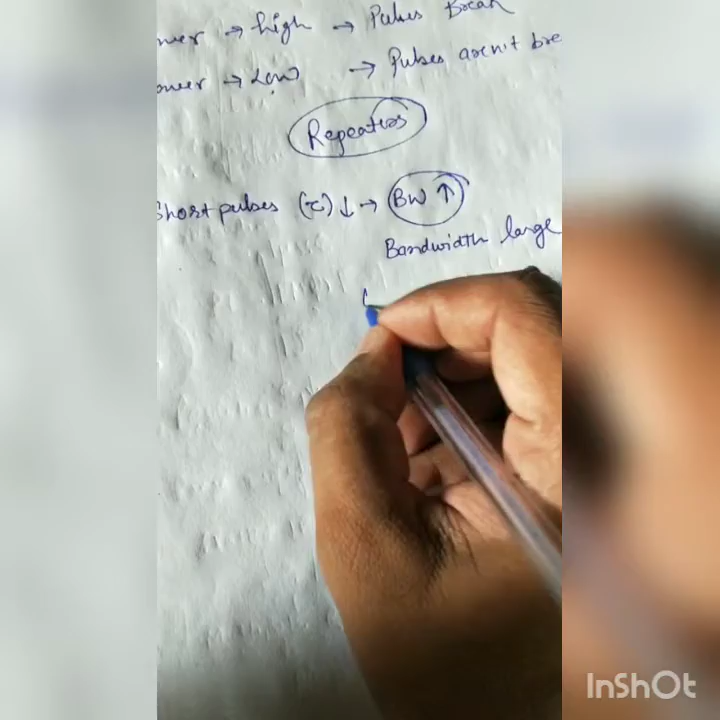 → high → Pulses Break
→ Low → Pulses aren't bre
Repeaters
Short pulses (τ) ↓ → BW ↑
Bandwidth large
InShOt